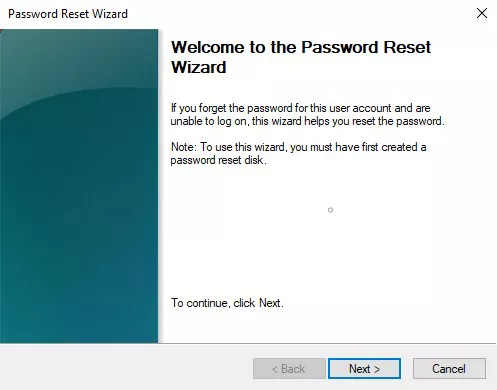 Password Reset Wizard
Welcome to the Password Reset
Wizard
If you forget the password for this user account and are
unable to log on, this wizard helps you reset the password.
Note: To use this wizard, you must have first created a
password reset disk.
To continue, click Next.
< Back
Next >
Cancel